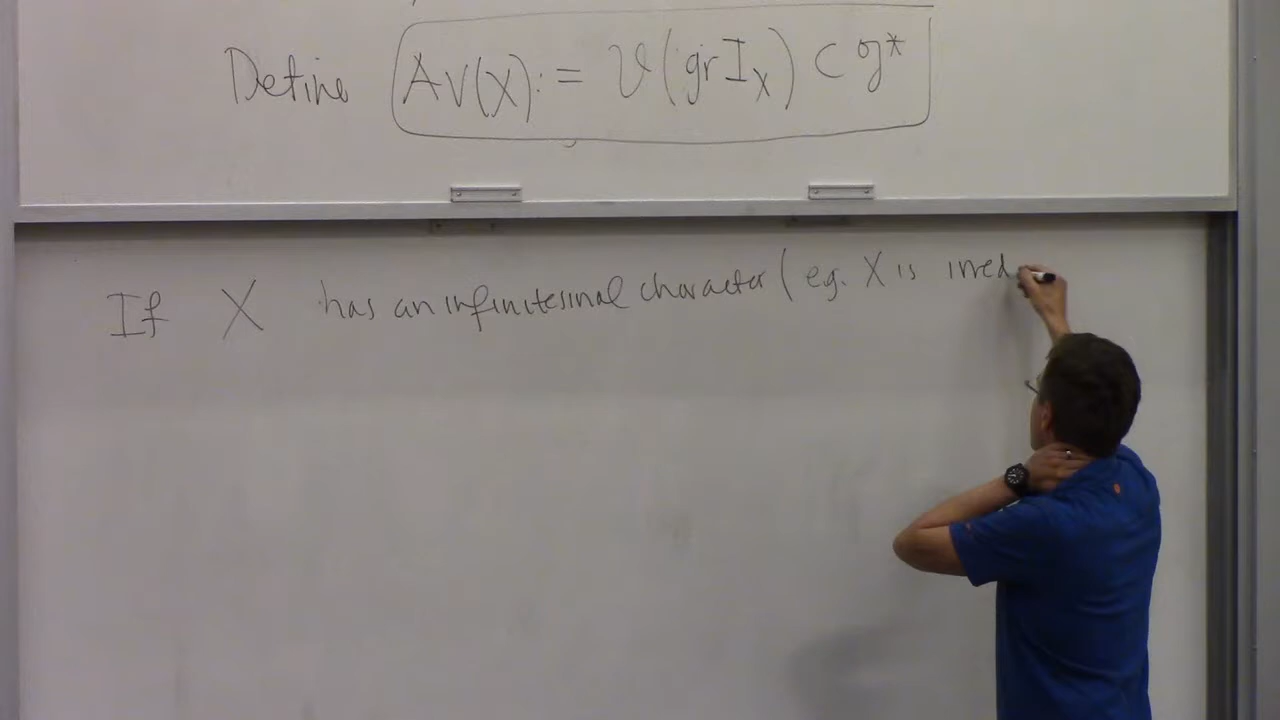 Define AV(X) := V(gr I_X) ⊂ 𝔤*
If X has an infinitesimal character (eg. X is irred